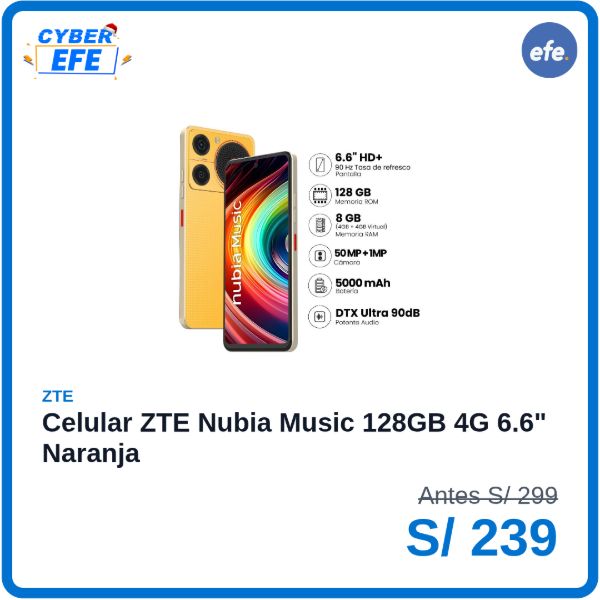 CYBER
EFE
efe.
nubia Music
6.6" HD+
90 Hz Tasa de refresco
Pantalla
128 GB
Memoria ROM
8 GB
(4GB + 4GB Virtual)
Memoria RAM
50MP+1MP
Cámara
5000 mAh
Batería
DTX Ultra 90dB
Potente Audio
ZTE
Celular ZTE Nubia Music 128GB 4G 6.6"
Naranja
Antes S/ 299
S/ 239